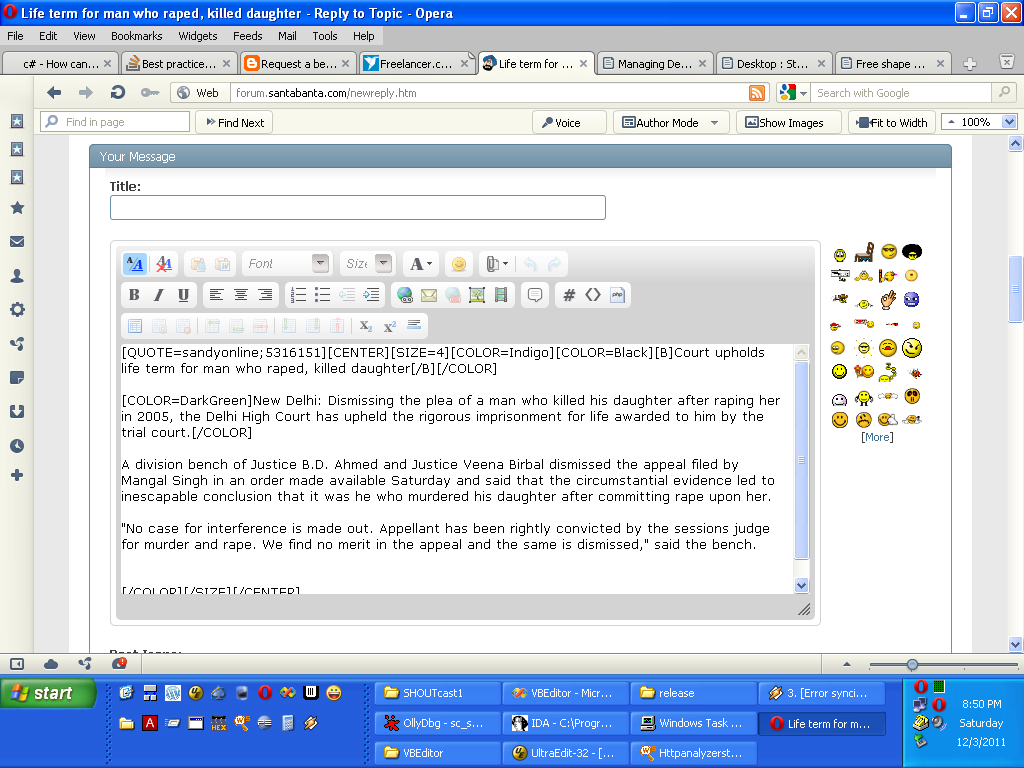 Life term for man who raped, killed daughter - Reply to Topic - Opera
File Edit View Bookmarks Widgets Feeds Mail Tools Help
c# - How can... Best practice... Request a be... Freelancer.c... Life term for ... Managing De... Desktop : St... Free shape ...
Web forum.santabanta.com/newreply.htm Search with Google
Find in page Find Next Voice Author Mode Show Images Fit to Width 100%
Your Message
Title:
Font Size
B I U
[QUOTE=sandyonline;5316151][CENTER][SIZE=4][COLOR=Indigo][COLOR=Black][B]Court upholds
life term for man who raped, killed daughter[/B][/COLOR]
[COLOR=DarkGreen]New Delhi: Dismissing the plea of a man who killed his daughter after raping her
in 2005, the Delhi High Court has upheld the rigorous imprisonment for life awarded to him by the
trial court.[/COLOR]
A division bench of Justice B.D. Ahmed and Justice Veena Birbal dismissed the appeal filed by
Mangal Singh in an order made available Saturday and said that the circumstantial evidence led to
inescapable conclusion that it was he who murdered his daughter after committing rape upon her.
"No case for interference is made out. Appellant has been rightly convicted by the sessions judge
for murder and rape. We find no merit in the appeal and the same is dismissed," said the bench.
[/COLOR][/SIZE][/CENTER]
[More]
start
SHOUTcast1 VBEditor - Micr... release 3. [Error synci...
OllyDbg - sc_s... IDA - C:\Progr... Windows Task ... Life term for m...
VBEditor UltraEdit-32 - [... Httpanalyzerst...
8:50 PM
Saturday
12/3/2011